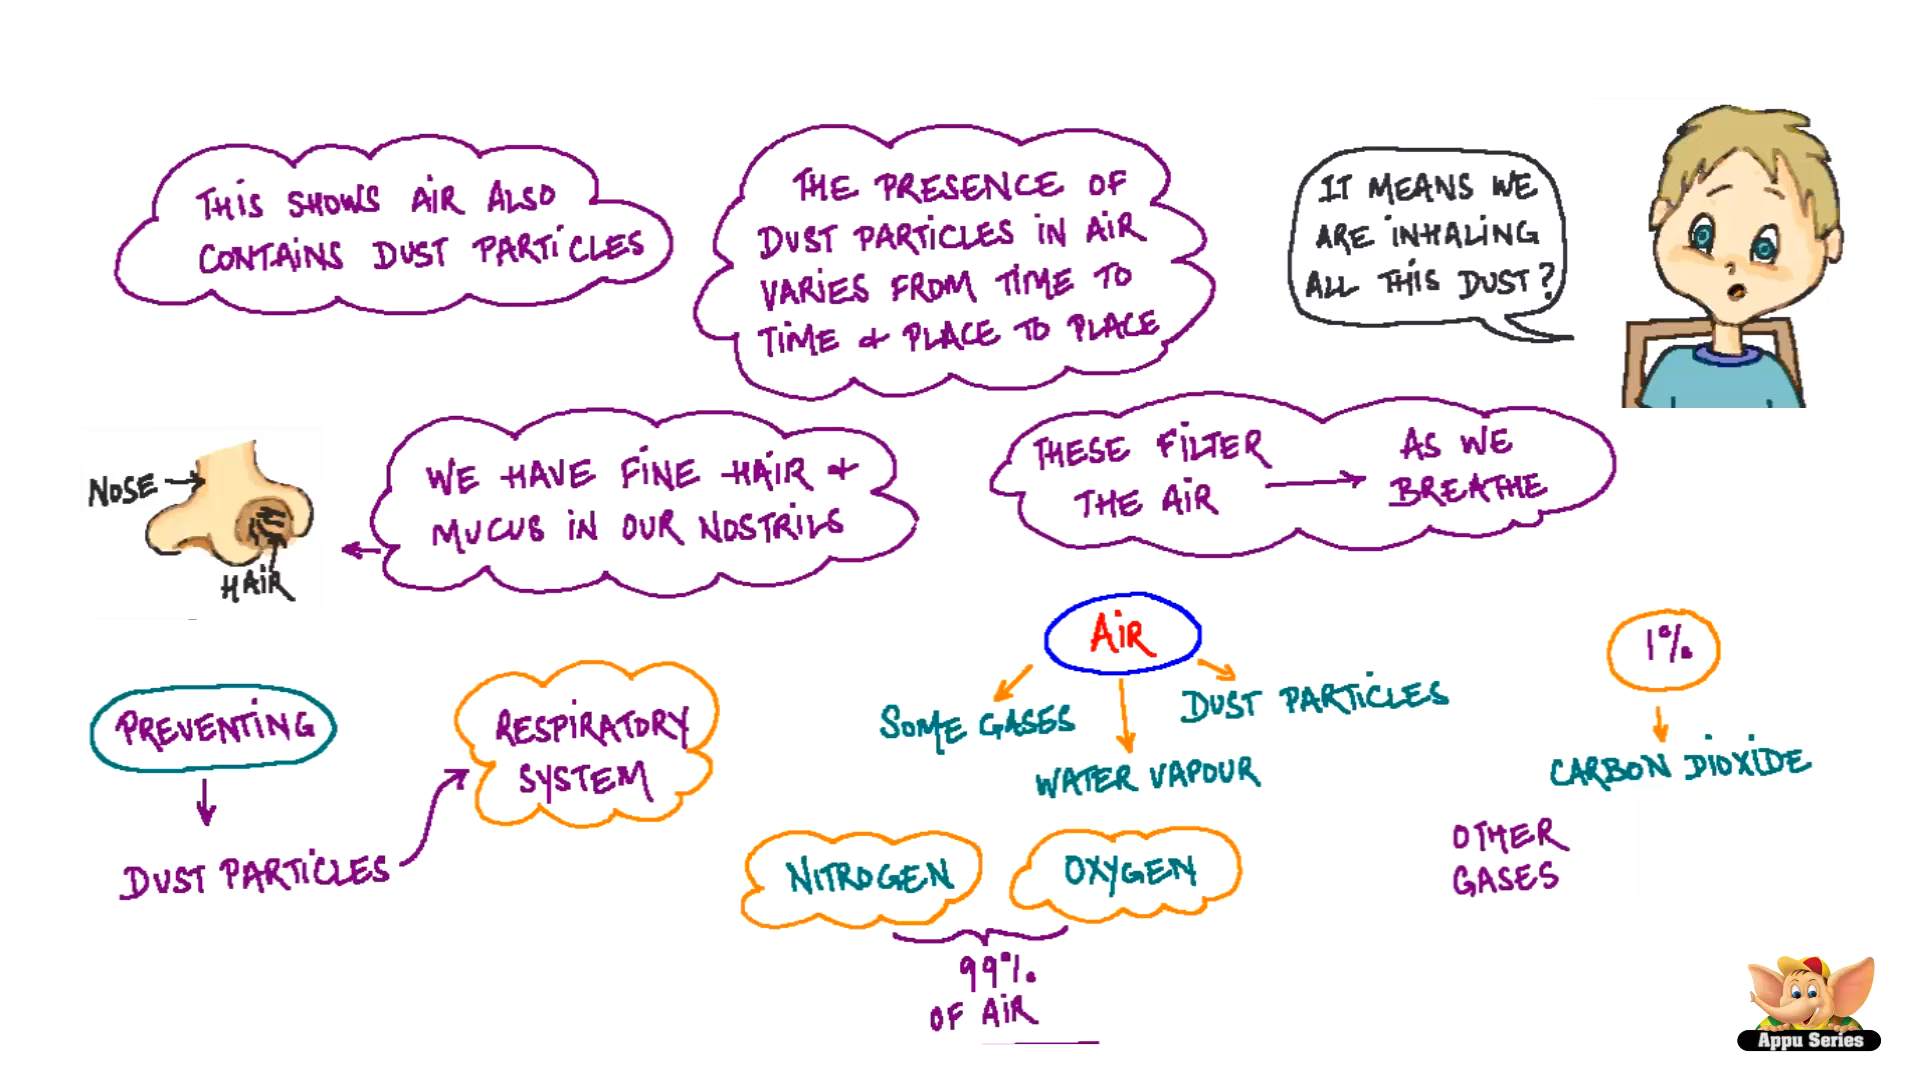 THIS SHOWS AIR ALSO
CONTAINS DUST PARTICLES
THE PRESENCE OF
DUST PARTICLES IN AIR
VARIES FROM TIME TO
TIME & PLACE TO PLACE
IT MEANS WE
ARE INHALING
ALL THIS DUST?
NOSE
HAIR
WE HAVE FINE HAIR &
MUCUS IN OUR NOSTRILS
THESE FILTER
THE AIR
AS WE
BREATHE
PREVENTING
DUST PARTICLES
RESPIRATORY
SYSTEM
AIR
SOME GASES
WATER VAPOUR
DUST PARTICLES
NITROGEN
OXYGEN
99%
OF AIR
1%
CARBON DIOXIDE
OTHER
GASES
Appu Series